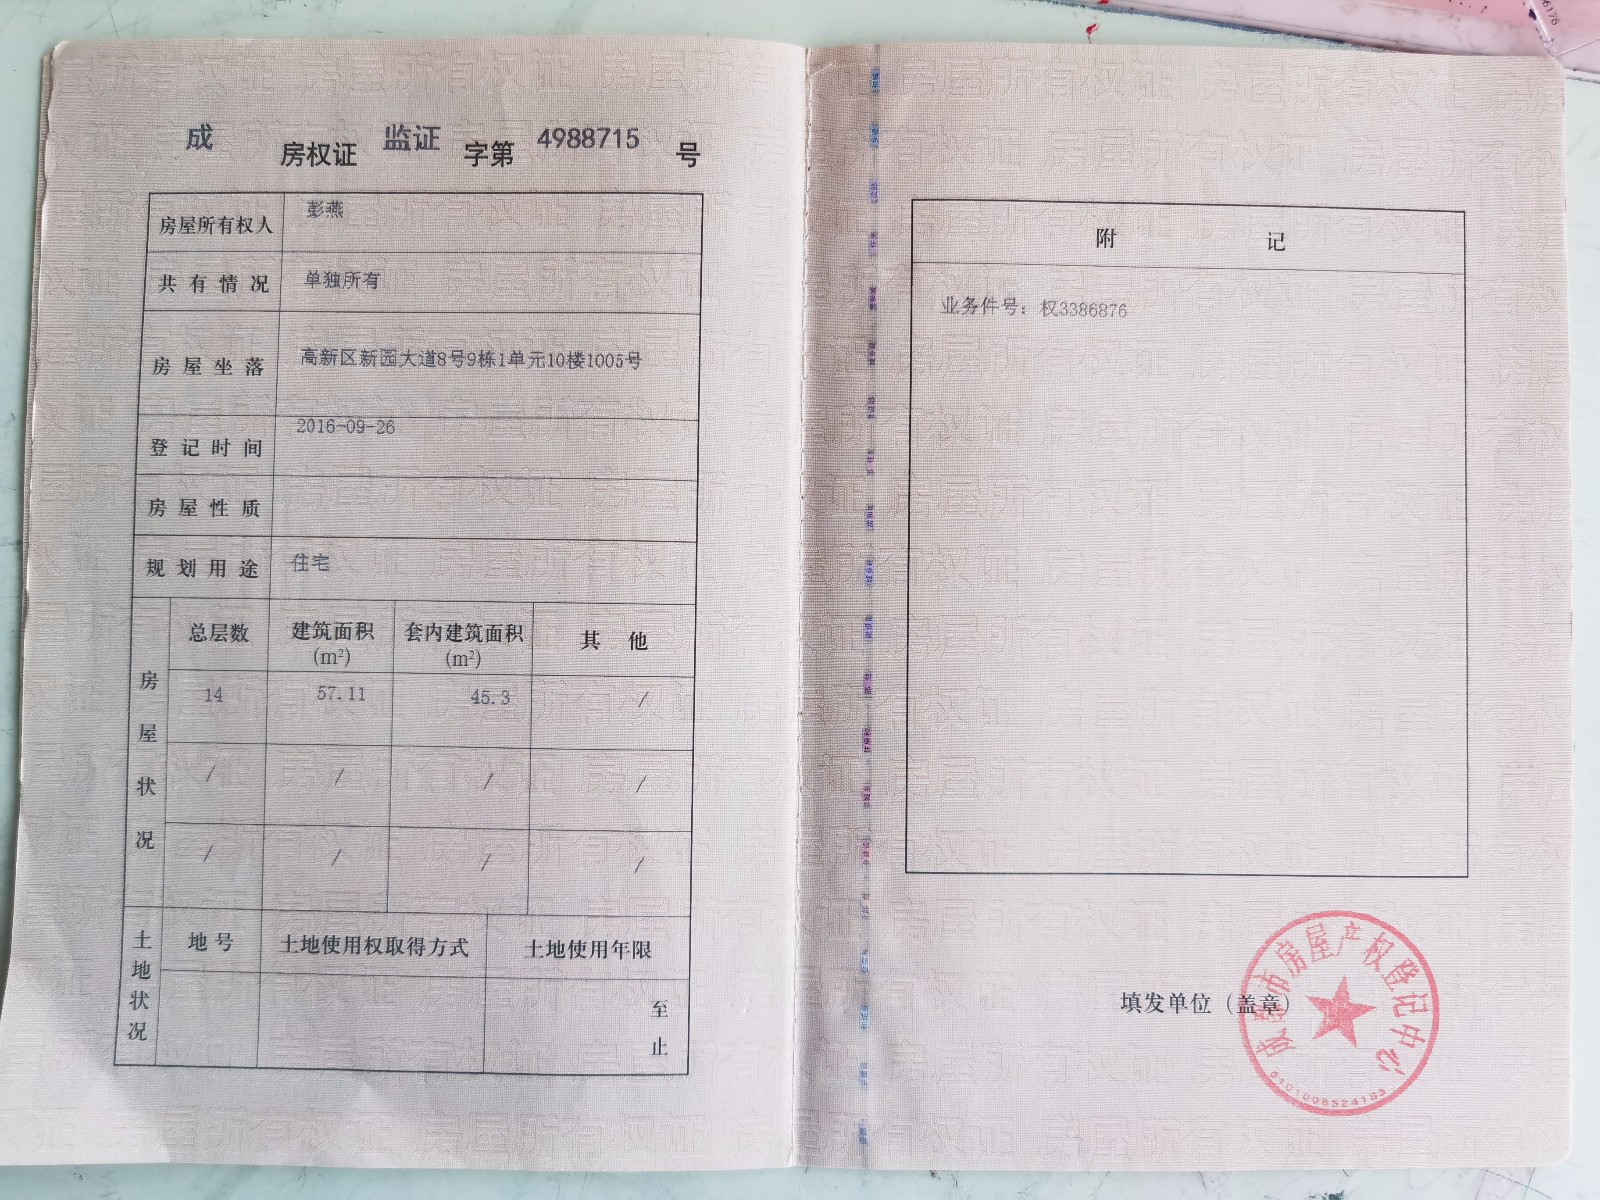 成 房权证 监证 字第 4988715 号
房屋所有权人 彭燕
共有情况 单独所有
房屋坐落 高新区新园大道8号9栋1单元10楼1005号
登记时间 2016-09-26
房屋性质
规划用途 住宅
房屋状况
总层数 建筑面积(m²) 套内建筑面积(m²) 其他
14 57.11 45.3 /
/ / / /
/ / / /
土地状况
地号 土地使用权取得方式 土地使用年限
至
止
附 记
业务件号：权3386876
填发单位（盖章）
成都市房屋产权登记中心